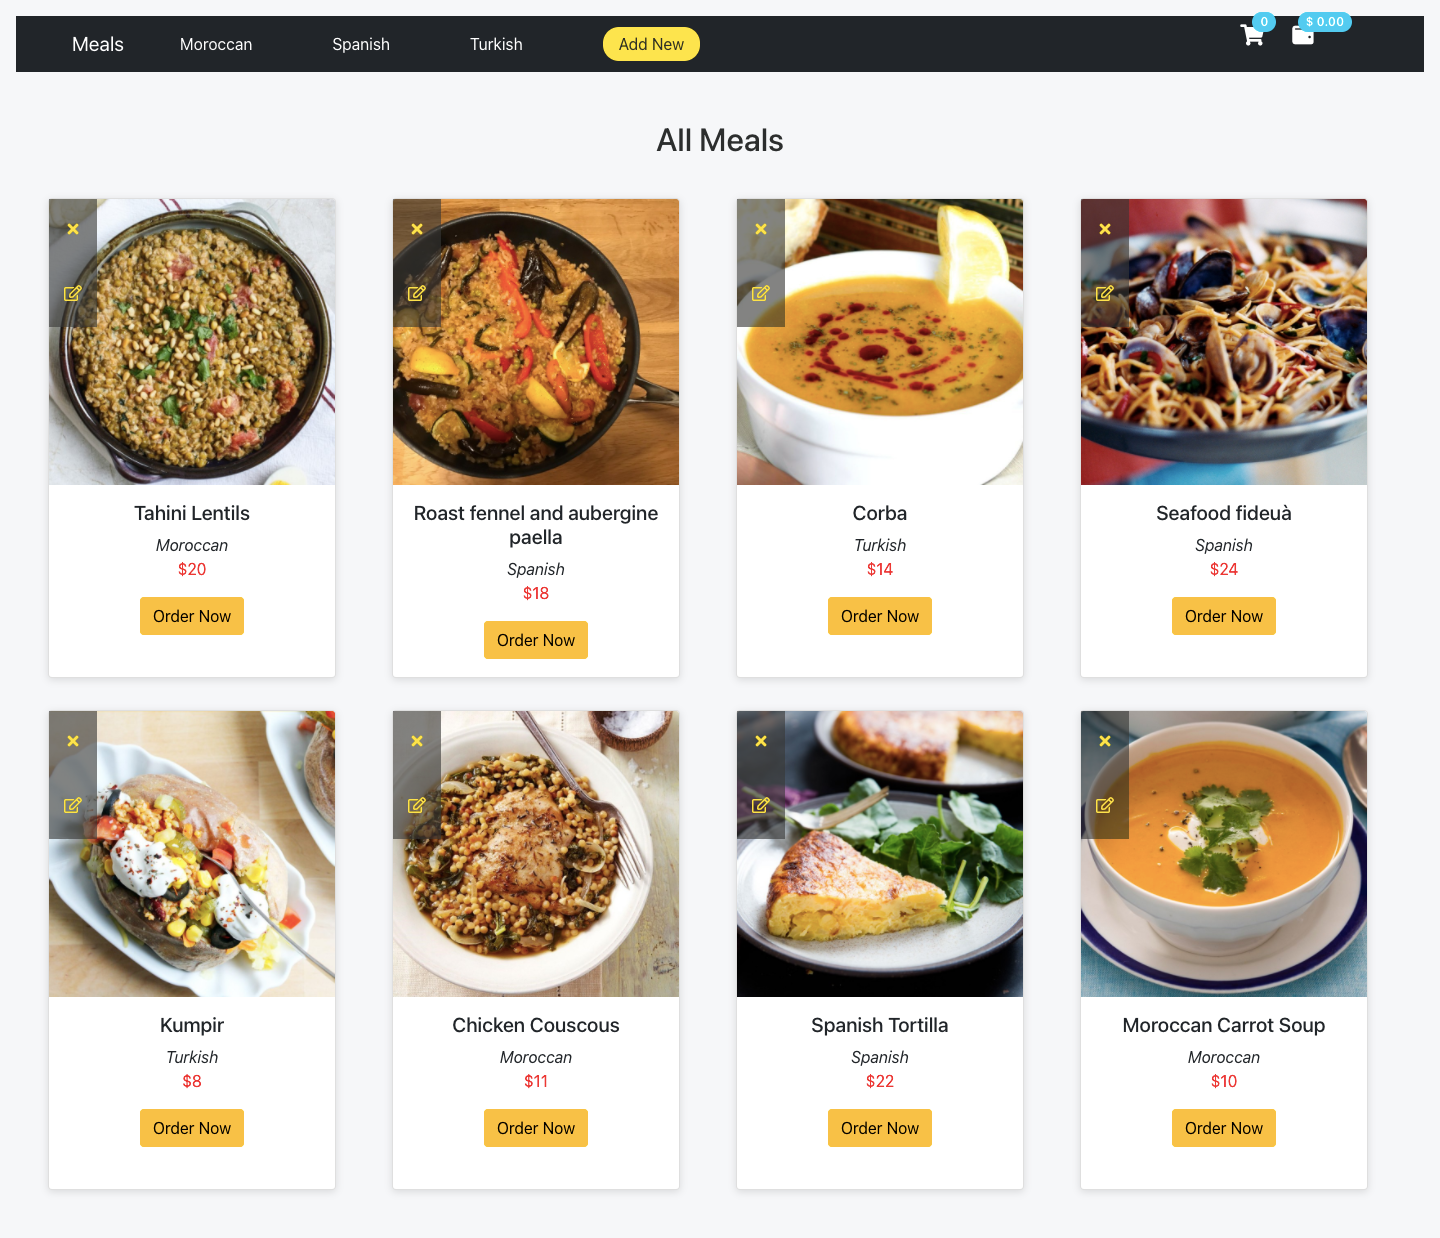 Meals Moroccan Spanish Turkish Add New 0 $ 0.00
All Meals
Tahini Lentils
Moroccan
$20
Order Now
Roast fennel and aubergine
paella
Spanish
$18
Order Now
Corba
Turkish
$14
Order Now
Seafood fideuà
Spanish
$24
Order Now
Kumpir
Turkish
$8
Order Now
Chicken Couscous
Moroccan
$11
Order Now
Spanish Tortilla
Spanish
$22
Order Now
Moroccan Carrot Soup
Moroccan
$10
Order Now